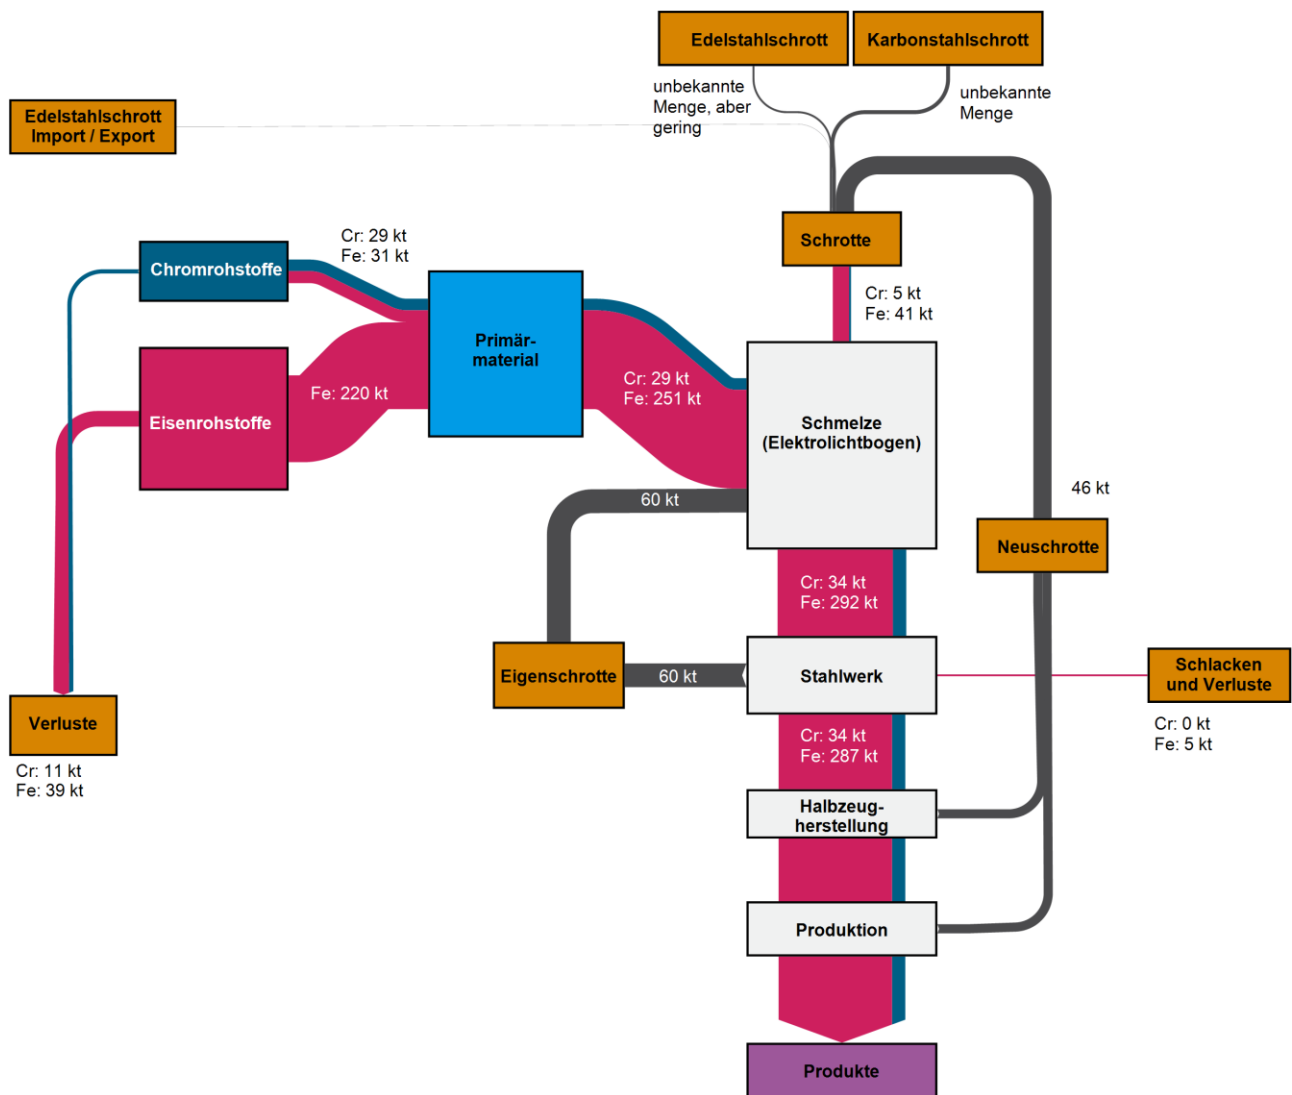 Edelstahlschrott
Karbonstahlschrott
unbekannte
Menge, aber
gering
unbekannte
Menge
Edelstahlschrott
Import / Export
Schrotte
Cr: 29 kt
Fe: 31 kt
Chromrohstoffe
Cr: 5 kt
Fe: 41 kt
Primär-
material
Fe: 220 kt
Cr: 29 kt
Fe: 251 kt
Eisenrohstoffe
Schmelze
(Elektrolichtbogen)
60 kt
46 kt
Neuschrotte
Cr: 34 kt
Fe: 292 kt
Eigenschrotte
60 kt
Stahlwerk
Schlacken
und Verluste
Cr: 0 kt
Fe: 5 kt
Verluste
Cr: 11 kt
Fe: 39 kt
Cr: 34 kt
Fe: 287 kt
Halbzeug-
herstellung
Produktion
Produkte